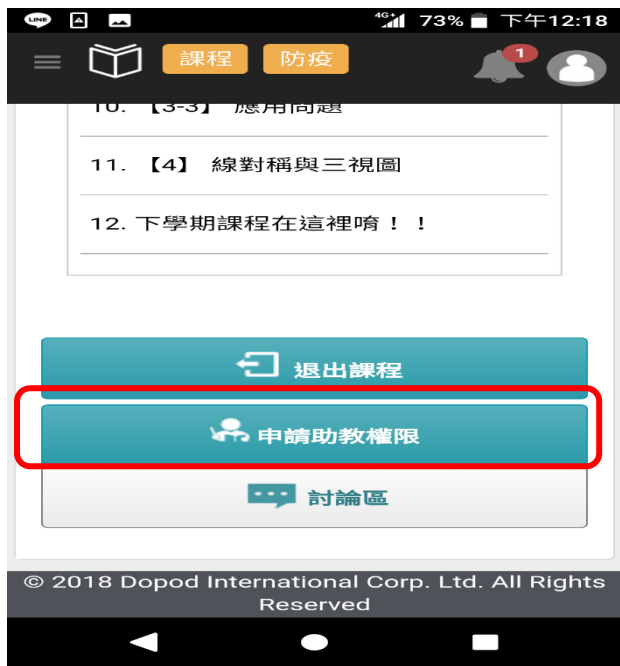 LINE A 4G+ 73% 下午12:18
課程 防疫 1
10. 【3-3】 應用問題
11. 【4】 線對稱與三視圖
12. 下學期課程在這裡唷！！
退出課程
申請助教權限
討論區
© 2018 Dopod International Corp. Ltd. All Rights
Reserved